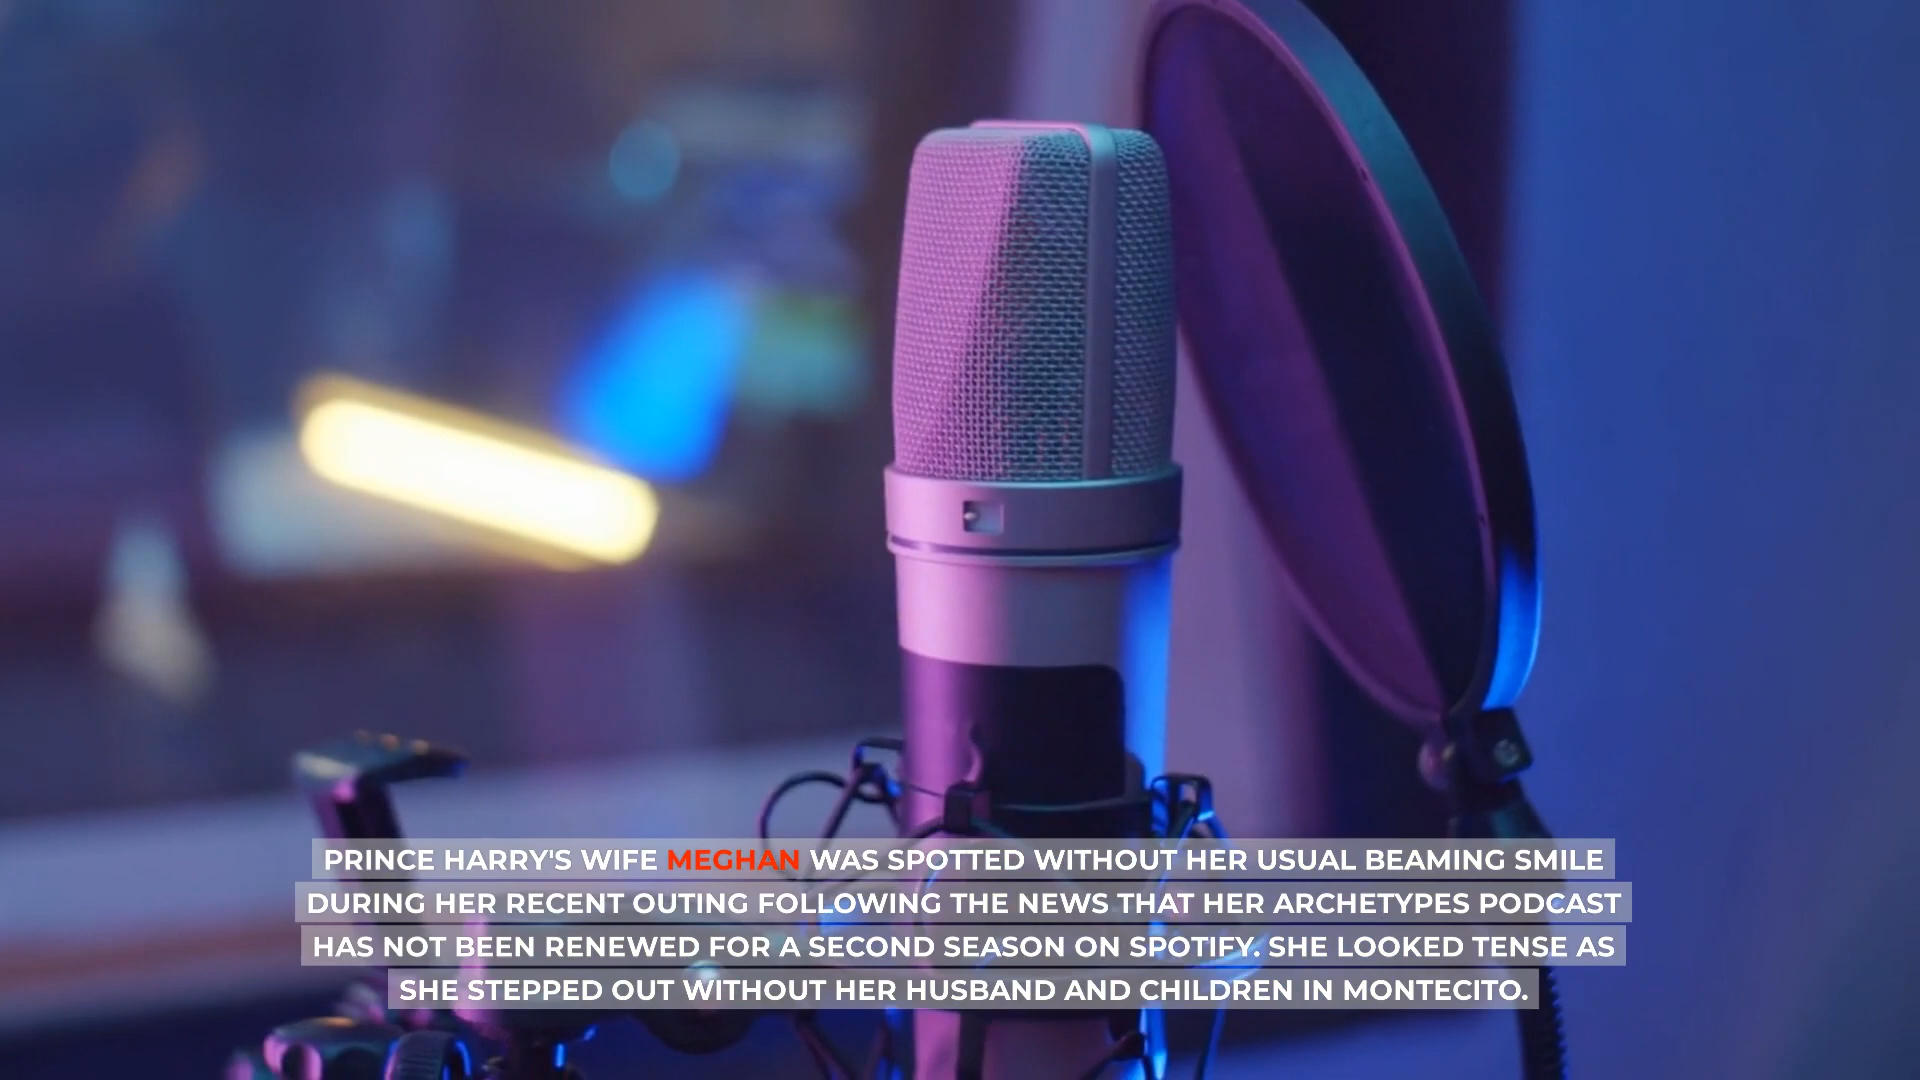 PRINCE HARRY'S WIFE MEGHAN WAS SPOTTED WITHOUT HER USUAL BEAMING SMILE
DURING HER RECENT OUTING FOLLOWING THE NEWS THAT HER ARCHETYPES PODCAST
HAS NOT BEEN RENEWED FOR A SECOND SEASON ON SPOTIFY. SHE LOOKED TENSE AS
SHE STEPPED OUT WITHOUT HER HUSBAND AND CHILDREN IN MONTECITO.